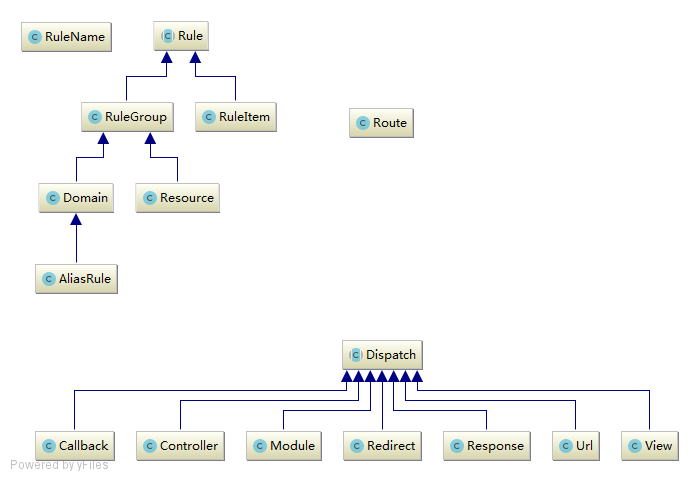 RuleName
Rule
RuleGroup
RuleItem
Route
Domain
Resource
AliasRule
Dispatch
Callback
Controller
Module
Redirect
Response
Url
View
Powered by yFiles